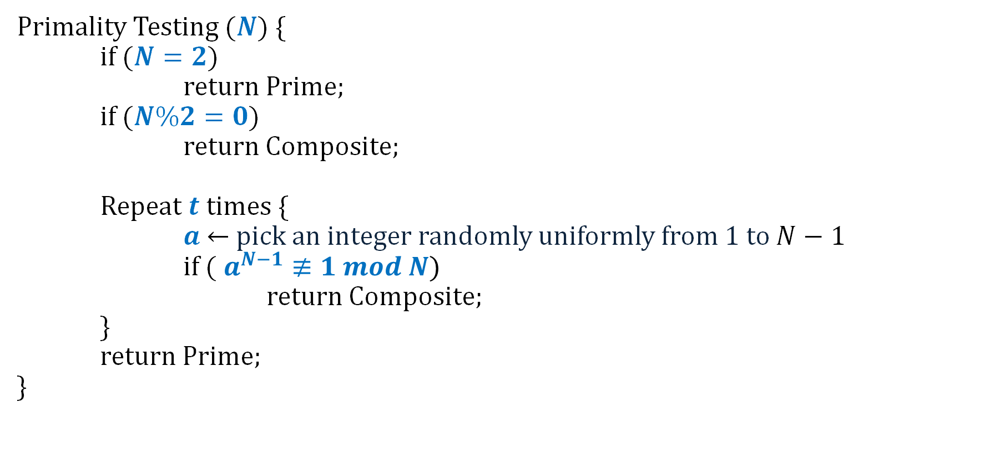 Primality Testing (N) {
if (N = 2)
return Prime;
if (N%2 = 0)
return Composite;
Repeat t times {
a ← pick an integer randomly uniformly from 1 to N − 1
if ( a^{N−1} ≢ 1 mod N)
return Composite;
}
return Prime;
}